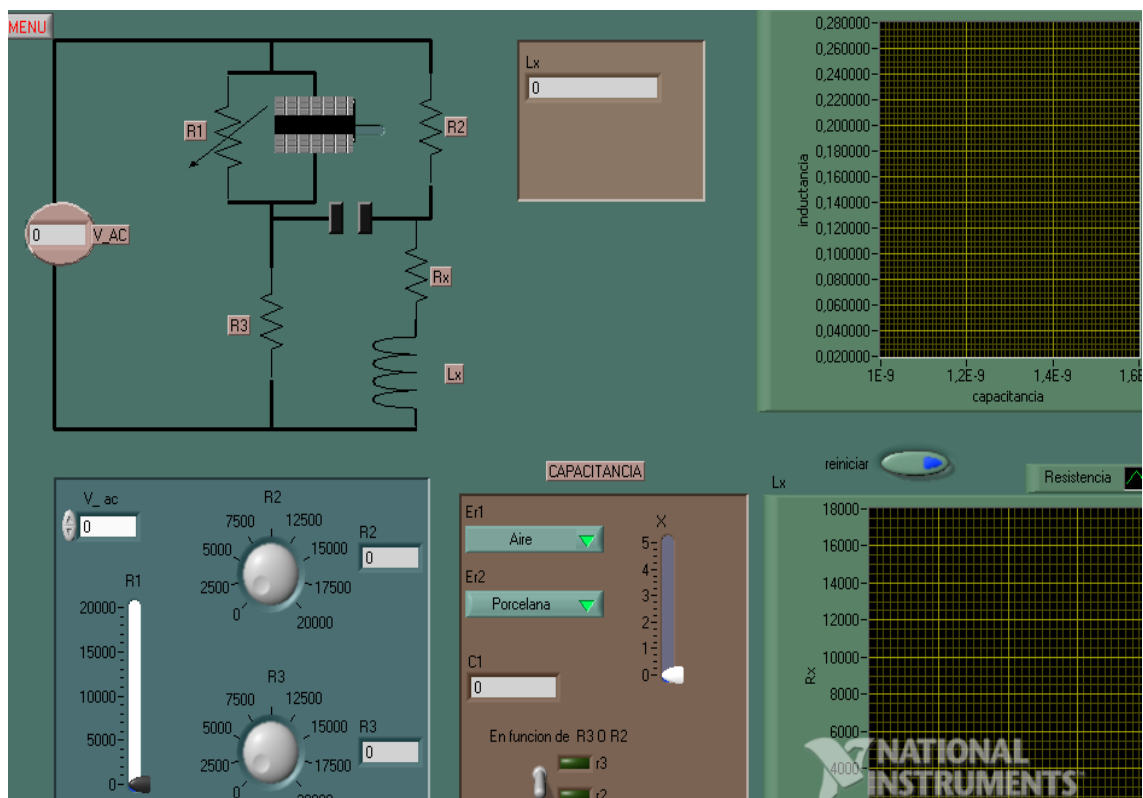 MENU
Lx
0
R1
R2
0
V_AC
Rx
R3
Lx
0,280000
0,260000
0,240000
0,220000
0,200000
0,180000
0,160000
0,140000
0,120000
0,100000
0,080000
0,060000
0,040000
0,020000
inductancia
1E-9 1,2E-9 1,4E-9
capacitancia
reiniciar
Lx
Resistencia
CAPACITANCIA
V_ ac
0
R1
20000
15000
10000
5000
0
R2
0 2500 5000 7500 12500 15000 17500 20000
R2
0
R3
0 2500 5000 7500 12500 15000 17500 20000
R3
0
Er1
Aire
Er2
Porcelana
C1
0
X
5
4
3
2
1
0
En funcion de R3 O R2
r3
r2
18000
16000
14000
12000
10000
8000
6000
4000
Rx
NATIONAL
INSTRUMENTS